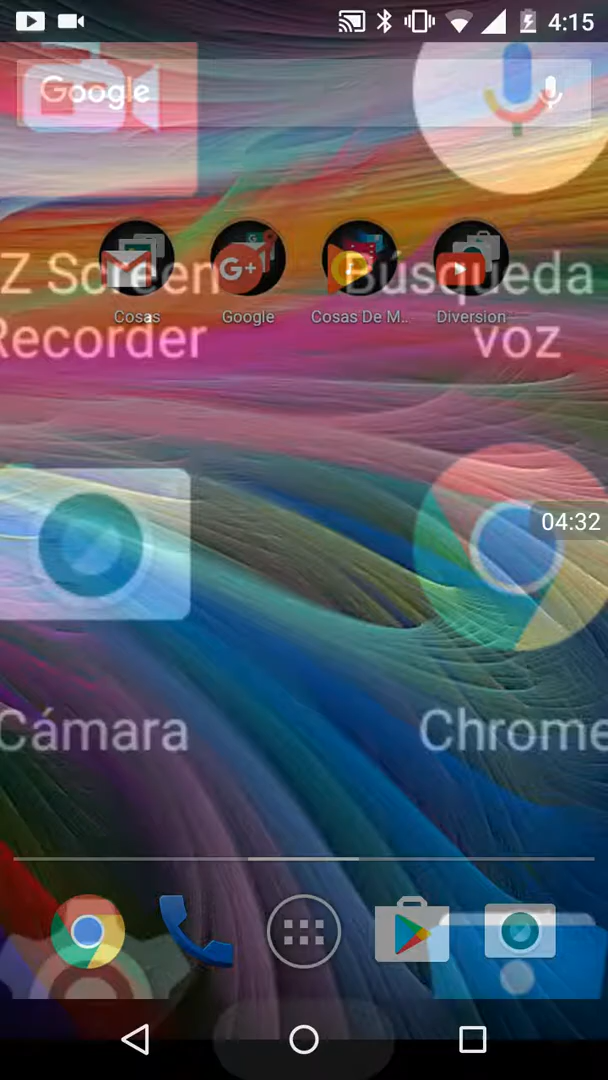 4:15
Google
Z Screen
Recorder
Búsqueda
voz
Cosas
Google
Cosas De M..
Diversion
G+
04:32
Cámara
Chrome